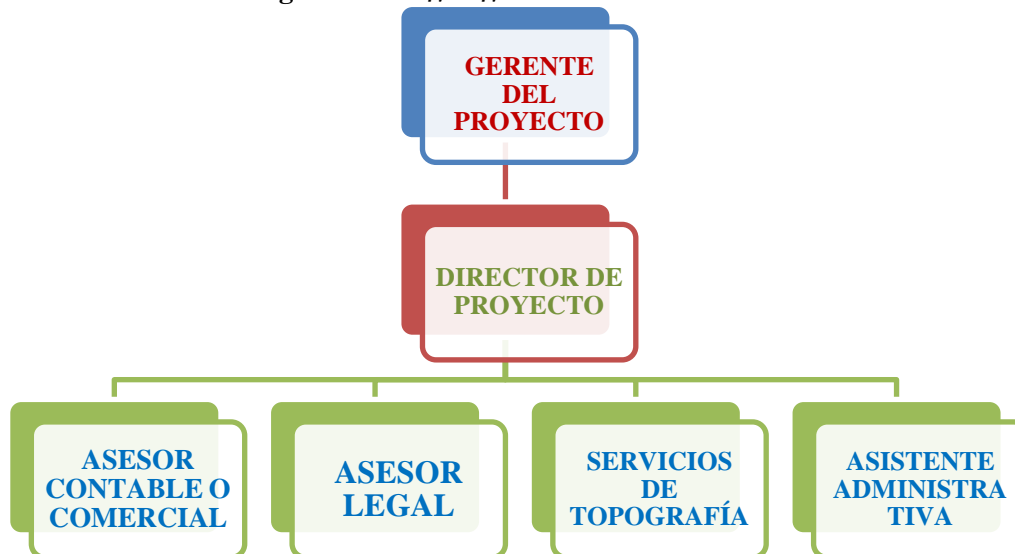 GERENTE
DEL
PROYECTO
DIRECTOR DE
PROYECTO
ASESOR
CONTABLE O
COMERCIAL
ASESOR
LEGAL
SERVICIOS
DE
TOPOGRAFÍA
ASISTENTE
ADMINISTRA
TIVA